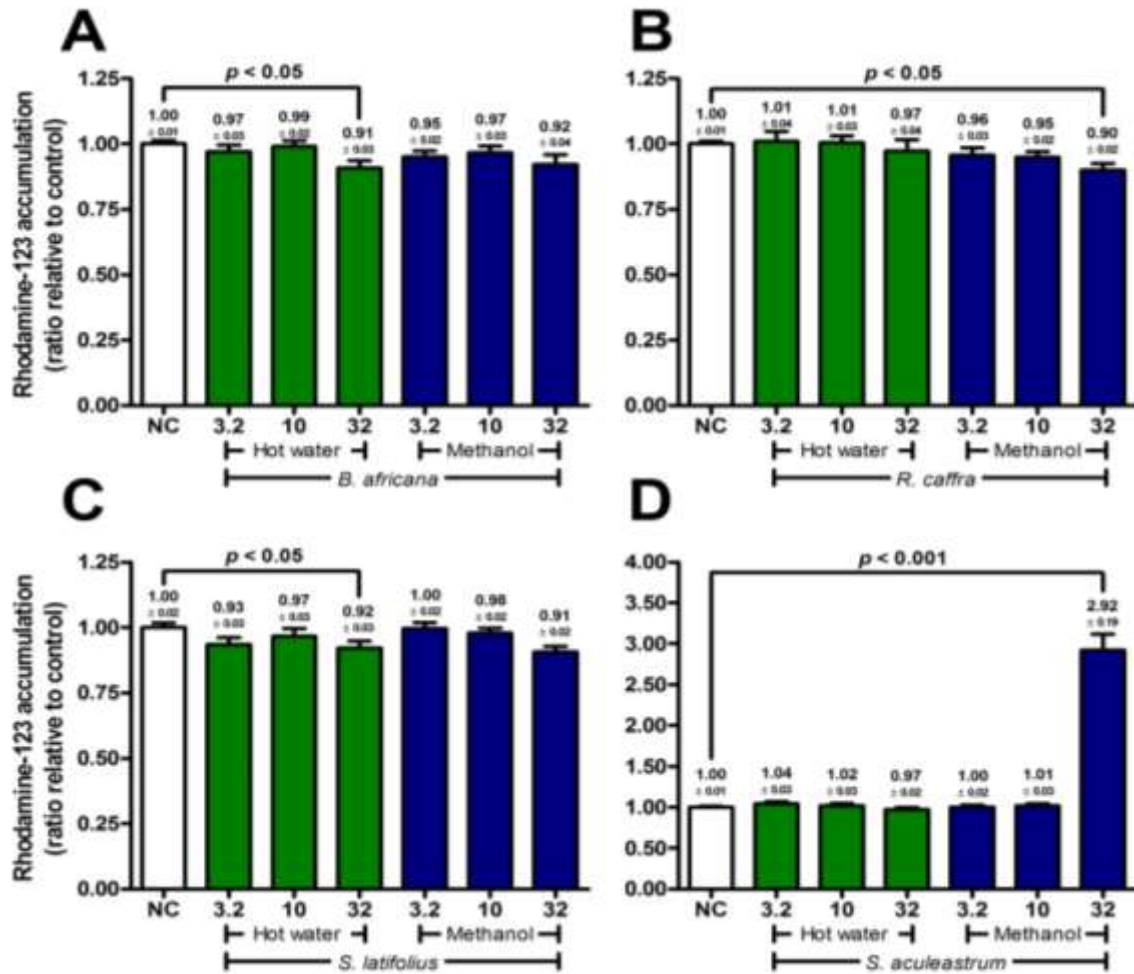 A
Rhodamine-123 accumulation
(ratio relative to control)
p < 0.05
1.25
1.00
0.75
0.50
0.25
0.00
1.00 0.97 0.99 0.91 0.95 0.97 0.92
± 0.01 ± 0.03 ± 0.02 ± 0.03 ± 0.02 ± 0.03 ± 0.04
NC 3.2 10 32 3.2 10 32
Hot water Methanol
B. africana
B
p < 0.05
1.25
1.00
0.75
0.50
0.25
0.00
1.00 1.01 1.01 0.97 0.96 0.95 0.90
± 0.01 ± 0.04 ± 0.03 ± 0.04 ± 0.03 ± 0.02 ± 0.02
NC 3.2 10 32 3.2 10 32
Hot water Methanol
R. caffra
C
Rhodamine-123 accumulation
(ratio relative to control)
p < 0.05
1.25
1.00
0.75
0.50
0.25
0.00
1.00 0.93 0.97 0.92 1.00 0.98 0.91
± 0.02 ± 0.03 ± 0.03 ± 0.03 ± 0.02 ± 0.02 ± 0.02
NC 3.2 10 32 3.2 10 32
Hot water Methanol
S. latifolius
D
p < 0.001
4.00
3.50
3.00
2.50
2.00
1.50
1.00
0.50
0.00
1.00 1.04 1.02 0.97 1.00 1.01 2.92
± 0.01 ± 0.03 ± 0.03 ± 0.02 ± 0.02 ± 0.03 ± 0.19
NC 3.2 10 32 3.2 10 32
Hot water Methanol
S. aculeastrum